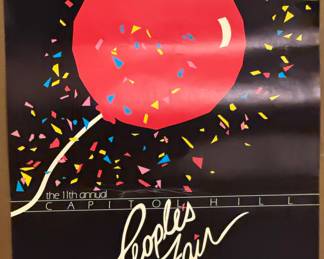 the 11th annual
CAPITOL HILL
Peoples
Fair